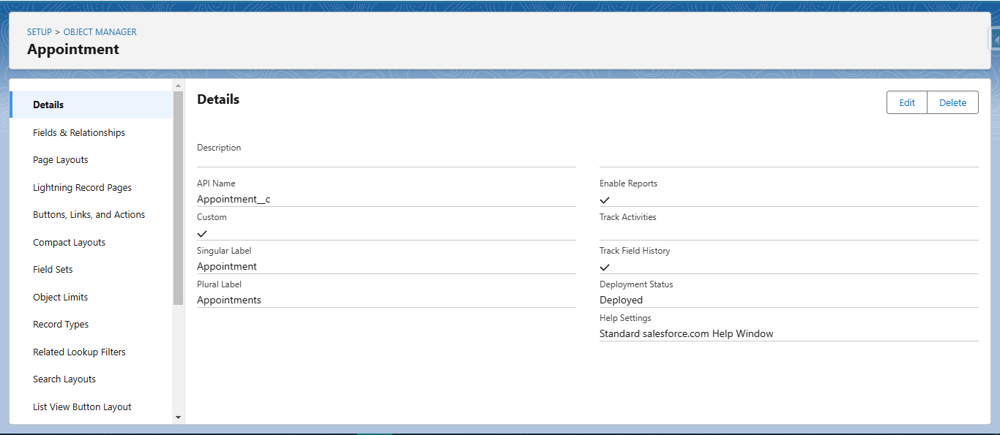 SETUP > OBJECT MANAGER
Appointment
Details
Fields & Relationships
Page Layouts
Lightning Record Pages
Buttons, Links, and Actions
Compact Layouts
Field Sets
Object Limits
Record Types
Related Lookup Filters
Search Layouts
List View Button Layout
Details
Edit
Delete
Description
API Name
Appointment__c
Custom
Singular Label
Appointment
Plural Label
Appointments
Enable Reports
Track Activities
Track Field History
Deployment Status
Deployed
Help Settings
Standard salesforce.com Help Window